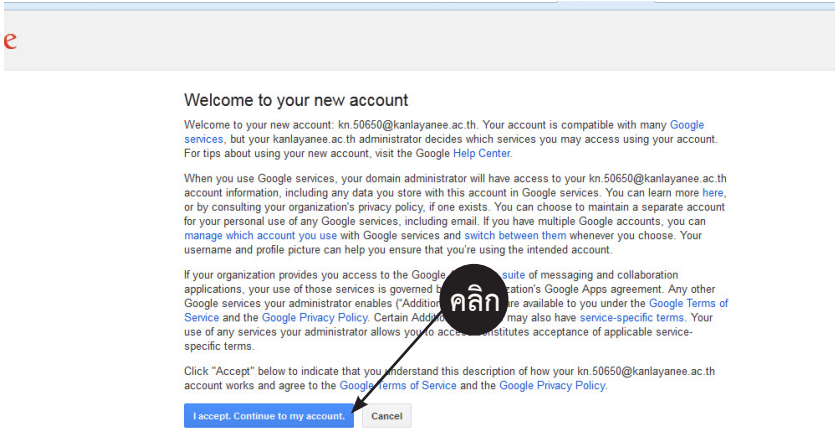 e
Welcome to your new account
Welcome to your new account: kn.50650@kanlayanee.ac.th. Your account is compatible with many Google
services, but your kanlayanee.ac.th administrator decides which services you may access using your account.
For tips about using your new account, visit the Google Help Center.
When you use Google services, your domain administrator will have access to your kn.50650@kanlayanee.ac.th
account information, including any data you store with this account in Google services. You can learn more here,
or by consulting your organization's privacy policy, if one exists. You can choose to maintain a separate account
for your personal use of any Google services, including email. If you have multiple Google accounts, you can
manage which account you use with Google services and switch between them whenever you choose. Your
username and profile picture can help you ensure that you're using the intended account.
If your organization provides you access to the Google suite of messaging and collaboration
applications, your use of those services is governed zation's Google Apps agreement. Any other
Google services your administrator enables ("Addition are available to you under the Google Terms of
Service and the Google Privacy Policy. Certain Additio may also have service-specific terms. Your
use of any services your administrator allows you to access constitutes acceptance of applicable service-
specific terms.
คลิก
Click "Accept" below to indicate that you understand this description of how your kn.50650@kanlayanee.ac.th
account works and agree to the Google Terms of Service and the Google Privacy Policy.
I accept. Continue to my account. Cancel